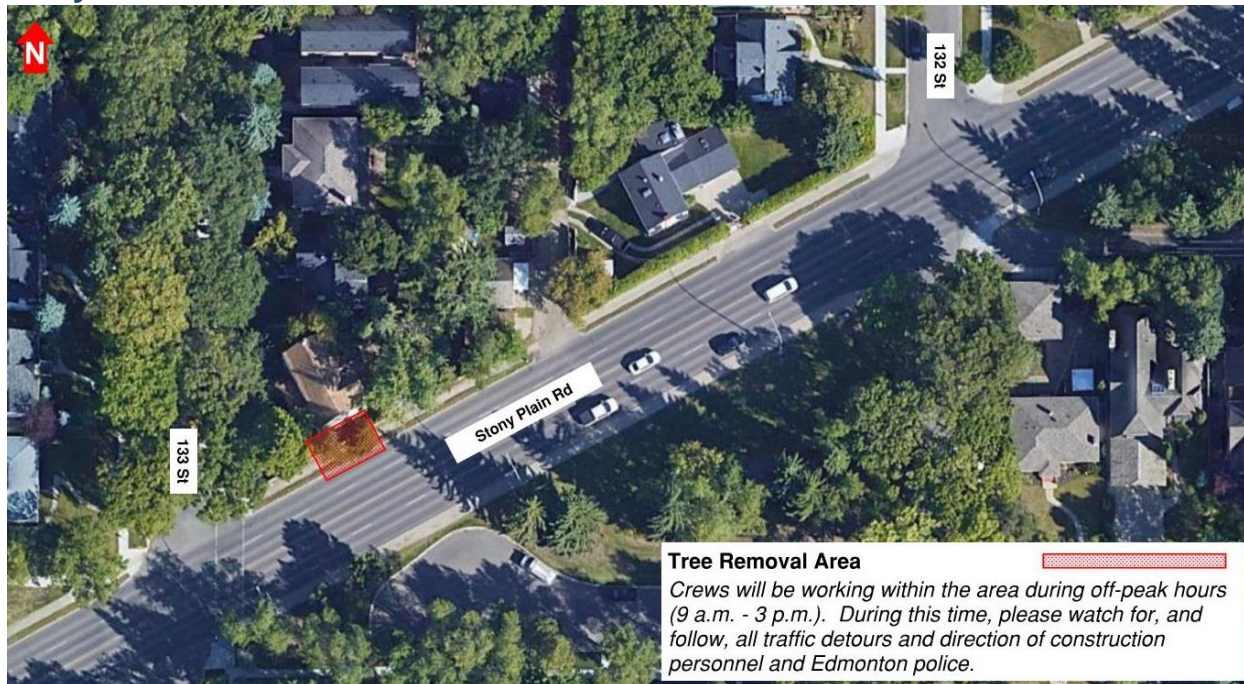 N
132 St
Stony Plain Rd
133 St
Tree Removal Area
Crews will be working within the area during off-peak hours
(9 a.m. - 3 p.m.). During this time, please watch for, and
follow, all traffic detours and direction of construction
personnel and Edmonton police.